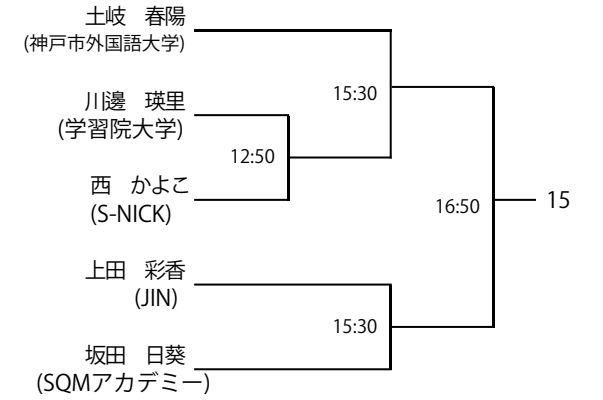 土岐　春陽
(神戸市外国語大学)
15:30
川邊　瑛里
(学習院大学)
12:50
西　かよこ
(S-NICK)
16:50
15
上田　彩香
(JIN)
15:30
坂田　日葵
(SQMアカデミー)